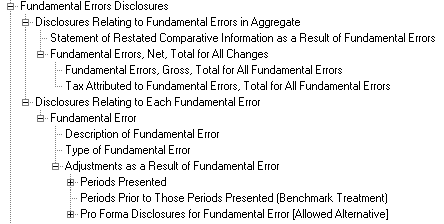 Fundamental Errors Disclosures
Disclosures Relating to Fundamental Errors in Aggregate
Statement of Restated Comparative Information as a Result of Fundamental Errors
Fundamental Errors, Net, Total for All Changes
Fundamental Errors, Gross, Total for All Fundamental Errors
Tax Attributed to Fundamental Errors, Total for All Fundamental Errors
Disclosures Relating to Each Fundamental Error
Fundamental Error
Description of Fundamental Error
Type of Fundamental Error
Adjustments as a Result of Fundamental Error
Periods Presented
Periods Prior to Those Periods Presented (Benchmark Treatment)
Pro Forma Disclosures for Fundamental Error [Allowed Alternative]